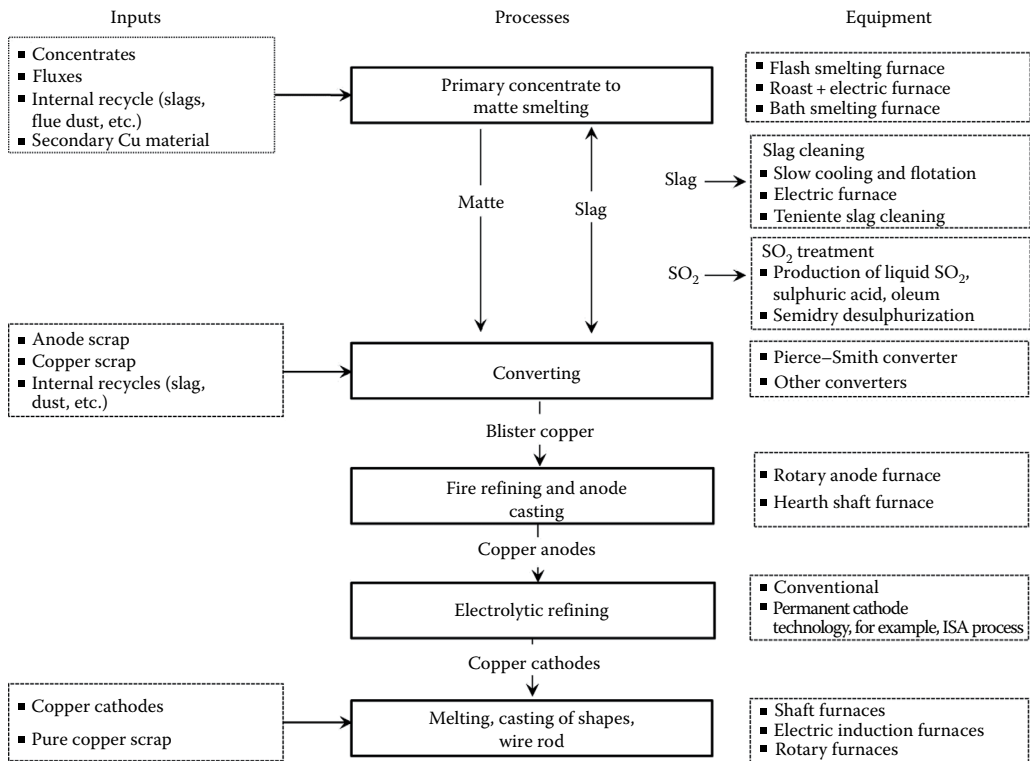 Inputs
Processes
Equipment
▪ Concentrates
▪ Fluxes
▪ Internal recycle (slags,
flue dust, etc.)
▪ Secondary Cu material
Primary concentrate to
matte smelting
▪ Flash smelting furnace
▪ Roast + electric furnace
▪ Bath smelting furnace
Matte
Slag
Slag
Slag cleaning
▪ Slow cooling and flotation
▪ Electric furnace
▪ Teniente slag cleaning
SO₂
SO₂ treatment
▪ Production of liquid SO₂,
sulphuric acid, oleum
▪ Semidry desulphurization
▪ Anode scrap
▪ Copper scrap
▪ Internal recycles (slag,
dust, etc.)
Converting
▪ Pierce–Smith converter
▪ Other converters
Blister copper
Fire refining and anode
casting
▪ Rotary anode furnace
▪ Hearth shaft furnace
Copper anodes
Electrolytic refining
▪ Conventional
▪ Permanent cathode
technology, for example, ISA process
Copper cathodes
▪ Copper cathodes
▪ Pure copper scrap
Melting, casting of shapes,
wire rod
▪ Shaft furnaces
▪ Electric induction furnaces
▪ Rotary furnaces